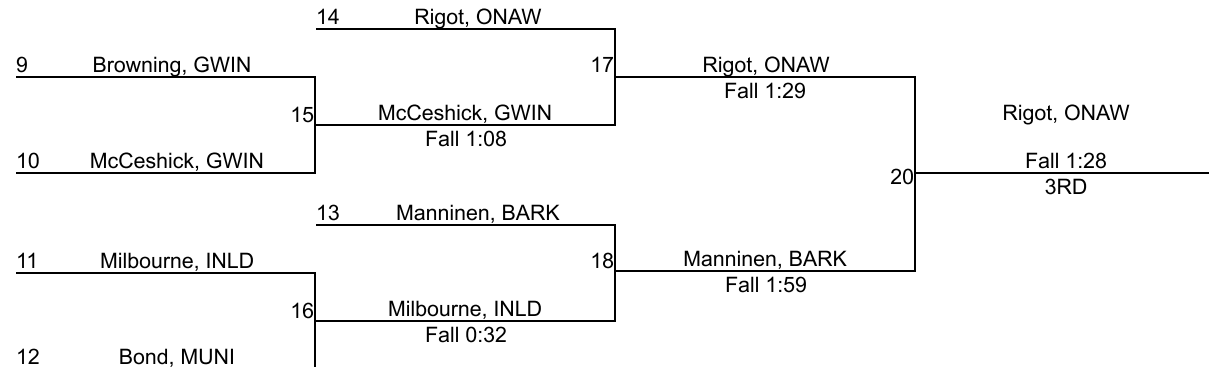 14 Rigot, ONAW
9 Browning, GWIN
17 Rigot, ONAW
Fall 1:29
15 McCeshick, GWIN
Fall 1:08
Rigot, ONAW
10 McCeshick, GWIN
Fall 1:28
20
3RD
13 Manninen, BARK
11 Milbourne, INLD
18 Manninen, BARK
Fall 1:59
16 Milbourne, INLD
Fall 0:32
12 Bond, MUNI